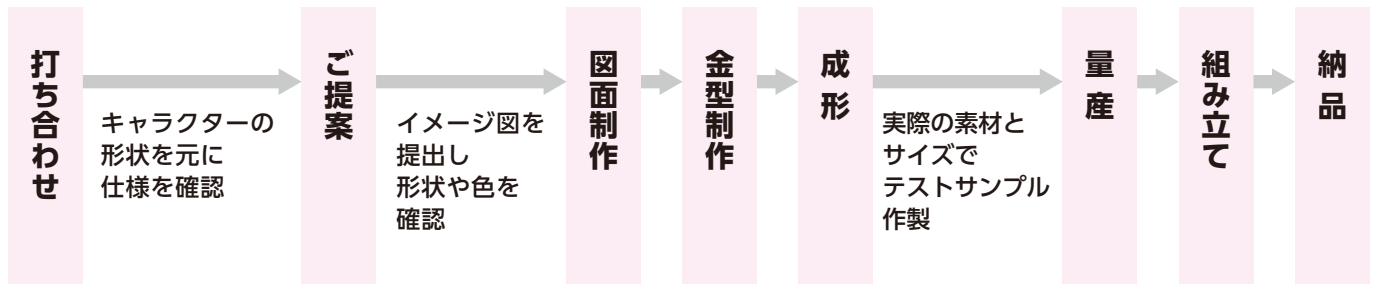 打ち合わせ
キャラクターの
形状を元に
仕様を確認
ご提案
イメージ図を
提出し
形状や色を
確認
図面制作
金型制作
成形
実際の素材と
サイズで
テストサンプル
作製
量産
組み立て
納品